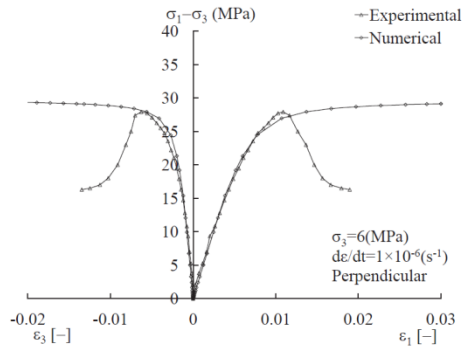 σ₁–σ₃ (MPa)
Experimental
Numerical
40
35
30
25
20
15
10
5
0
σ₃=6(MPa)
dε/dt=1×10⁻⁶(s⁻¹)
Perpendicular
-0.02 -0.01 0 0.01 0.02 0.03
ε₃ [–] ε₁ [–]